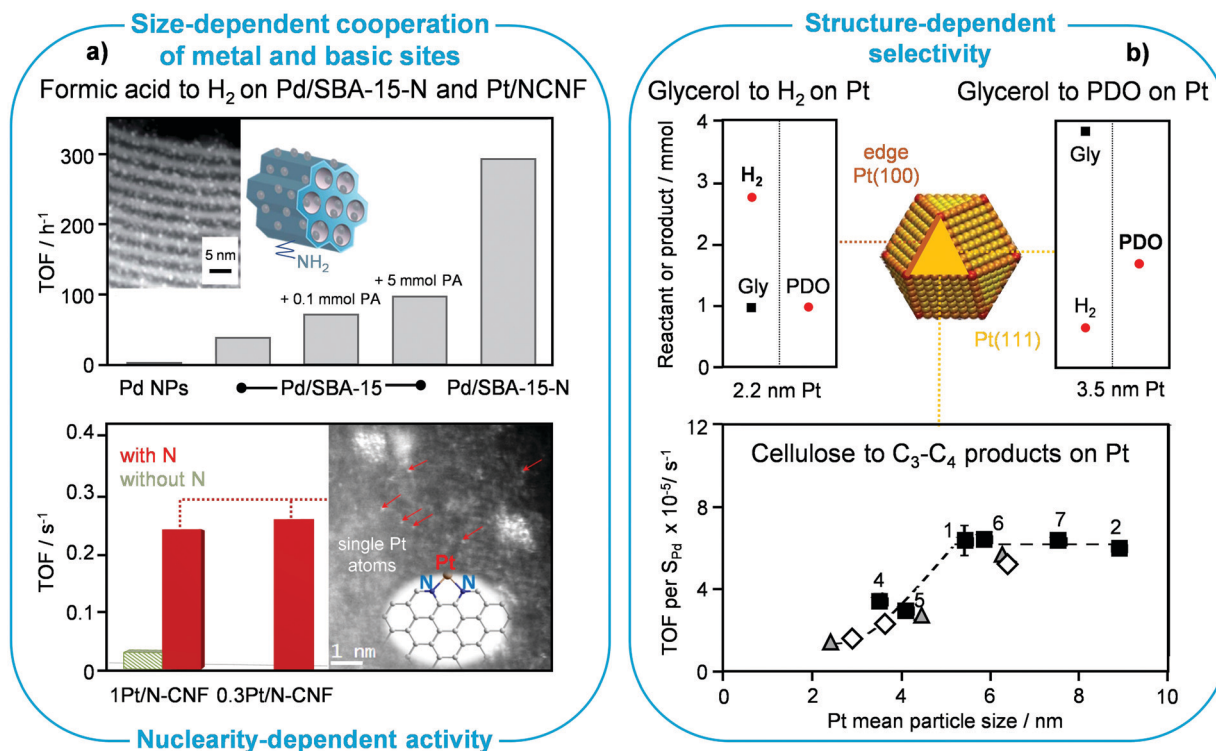 Size-dependent cooperation
of metal and basic sites
a)
Formic acid to H₂ on Pd/SBA-15-N and Pt/NCNF
TOF / h⁻¹
300
200
100
0
5 nm
NH₂
+ 0.1 mmol PA
+ 5 mmol PA
Pd NPs
Pd/SBA-15
Pd/SBA-15-N
TOF / s⁻¹
0.4
0.3
0.2
0.1
0
with N
without N
single Pt
atoms
Pt
N N
1 nm
1Pt/N-CNF 0.3Pt/N-CNF
Nuclearity-dependent activity
Structure-dependent
selectivity
b)
Glycerol to H₂ on Pt
Glycerol to PDO on Pt
Reactant or product / mmol
4
3
2
1
0
H₂
Gly
PDO
2.2 nm Pt
edge
Pt(100)
Pt(111)
Gly
PDO
H₂
3.5 nm Pt
Cellulose to C₃-C₄ products on Pt
TOF per S_Pd x 10⁻⁵/ s⁻¹
12
8
4
0
1 6 7 2
4 5
0 2 4 6 8 10
Pt mean particle size / nm